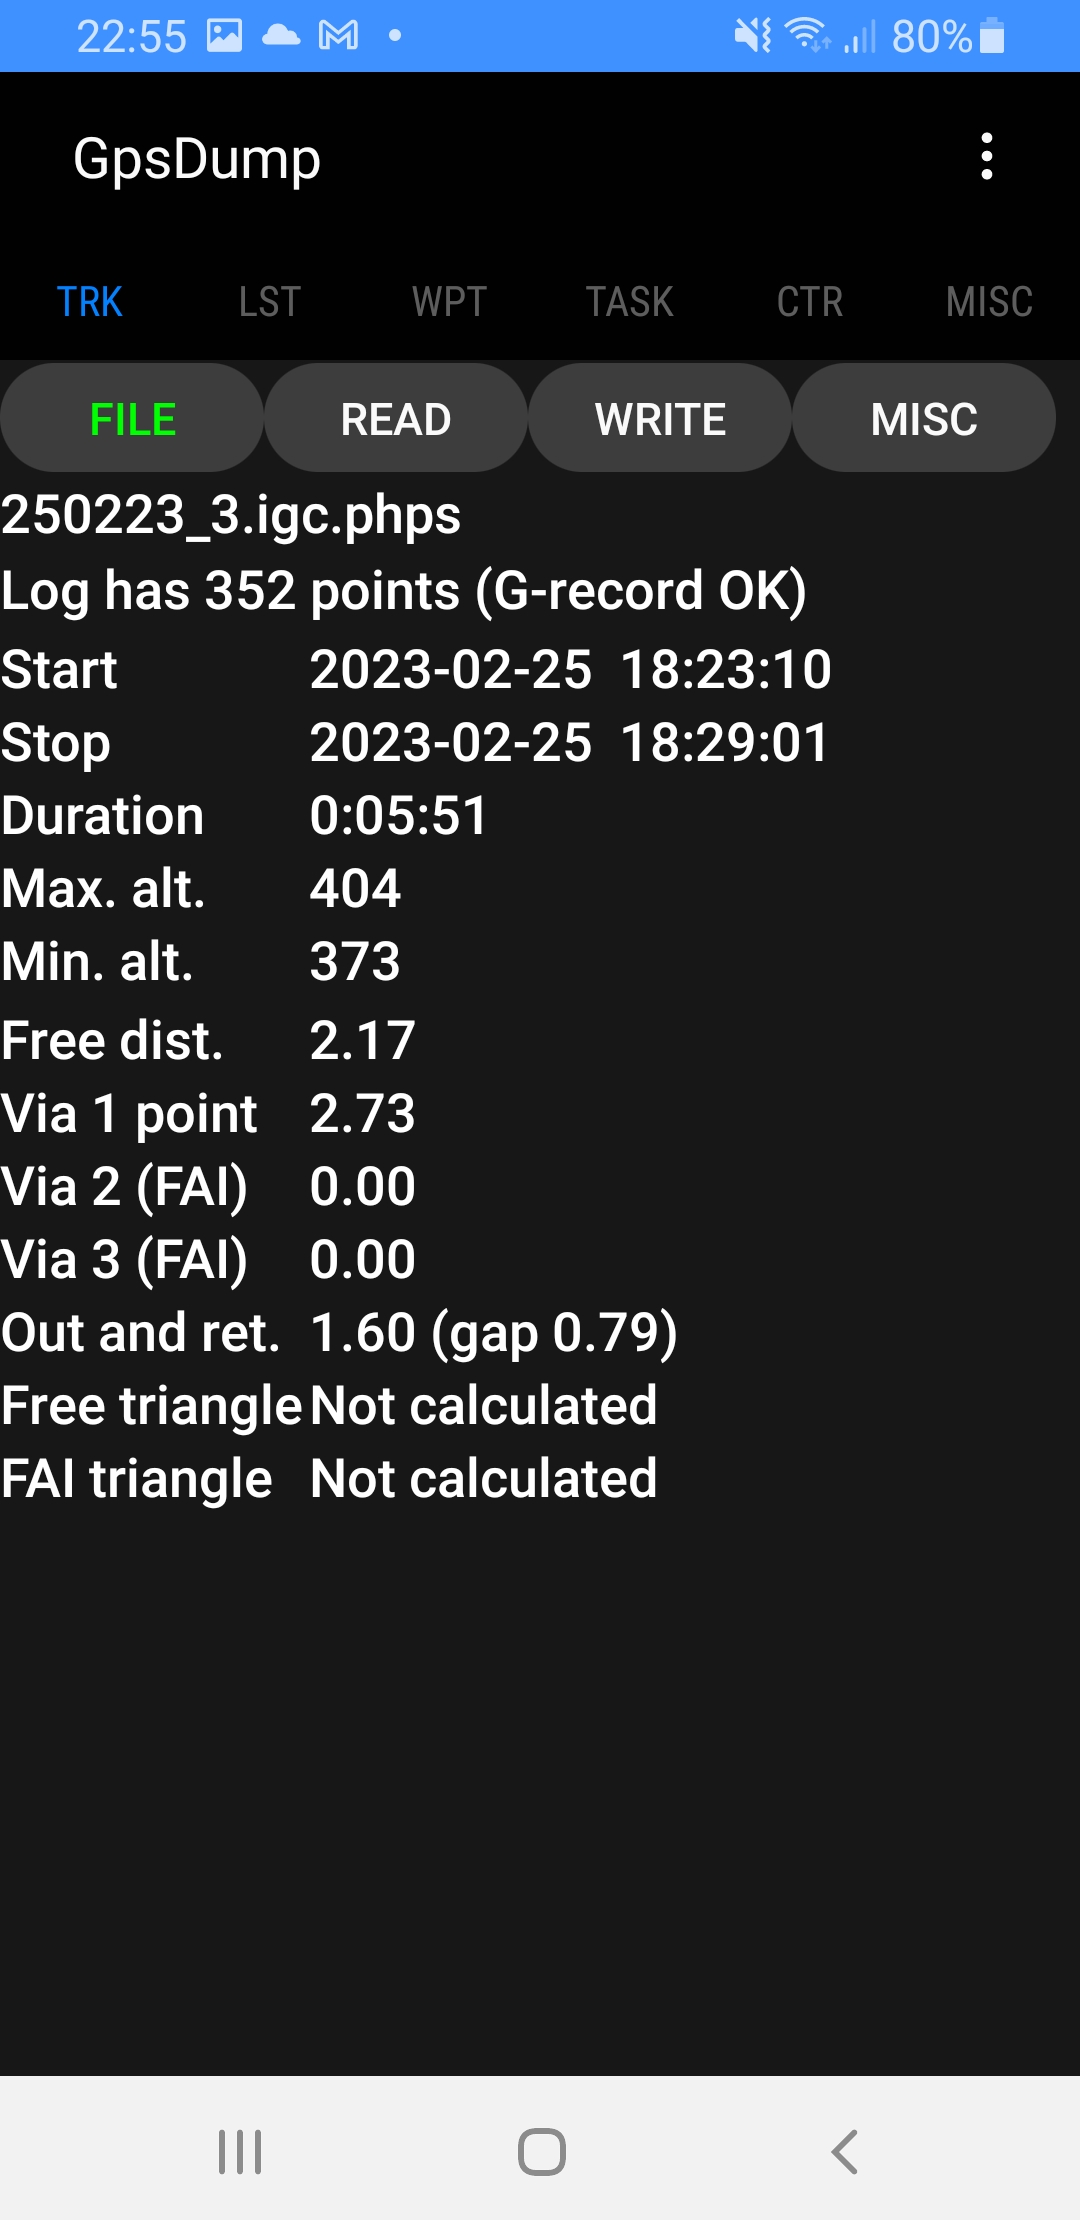 22:55 80%
GpsDump
TRK LST WPT TASK CTR MISC
FILE READ WRITE MISC
250223_3.igc.phps
Log has 352 points (G-record OK)
Start 2023-02-25 18:23:10
Stop 2023-02-25 18:29:01
Duration 0:05:51
Max. alt. 404
Min. alt. 373
Free dist. 2.17
Via 1 point 2.73
Via 2 (FAI) 0.00
Via 3 (FAI) 0.00
Out and ret. 1.60 (gap 0.79)
Free triangle Not calculated
FAI triangle Not calculated